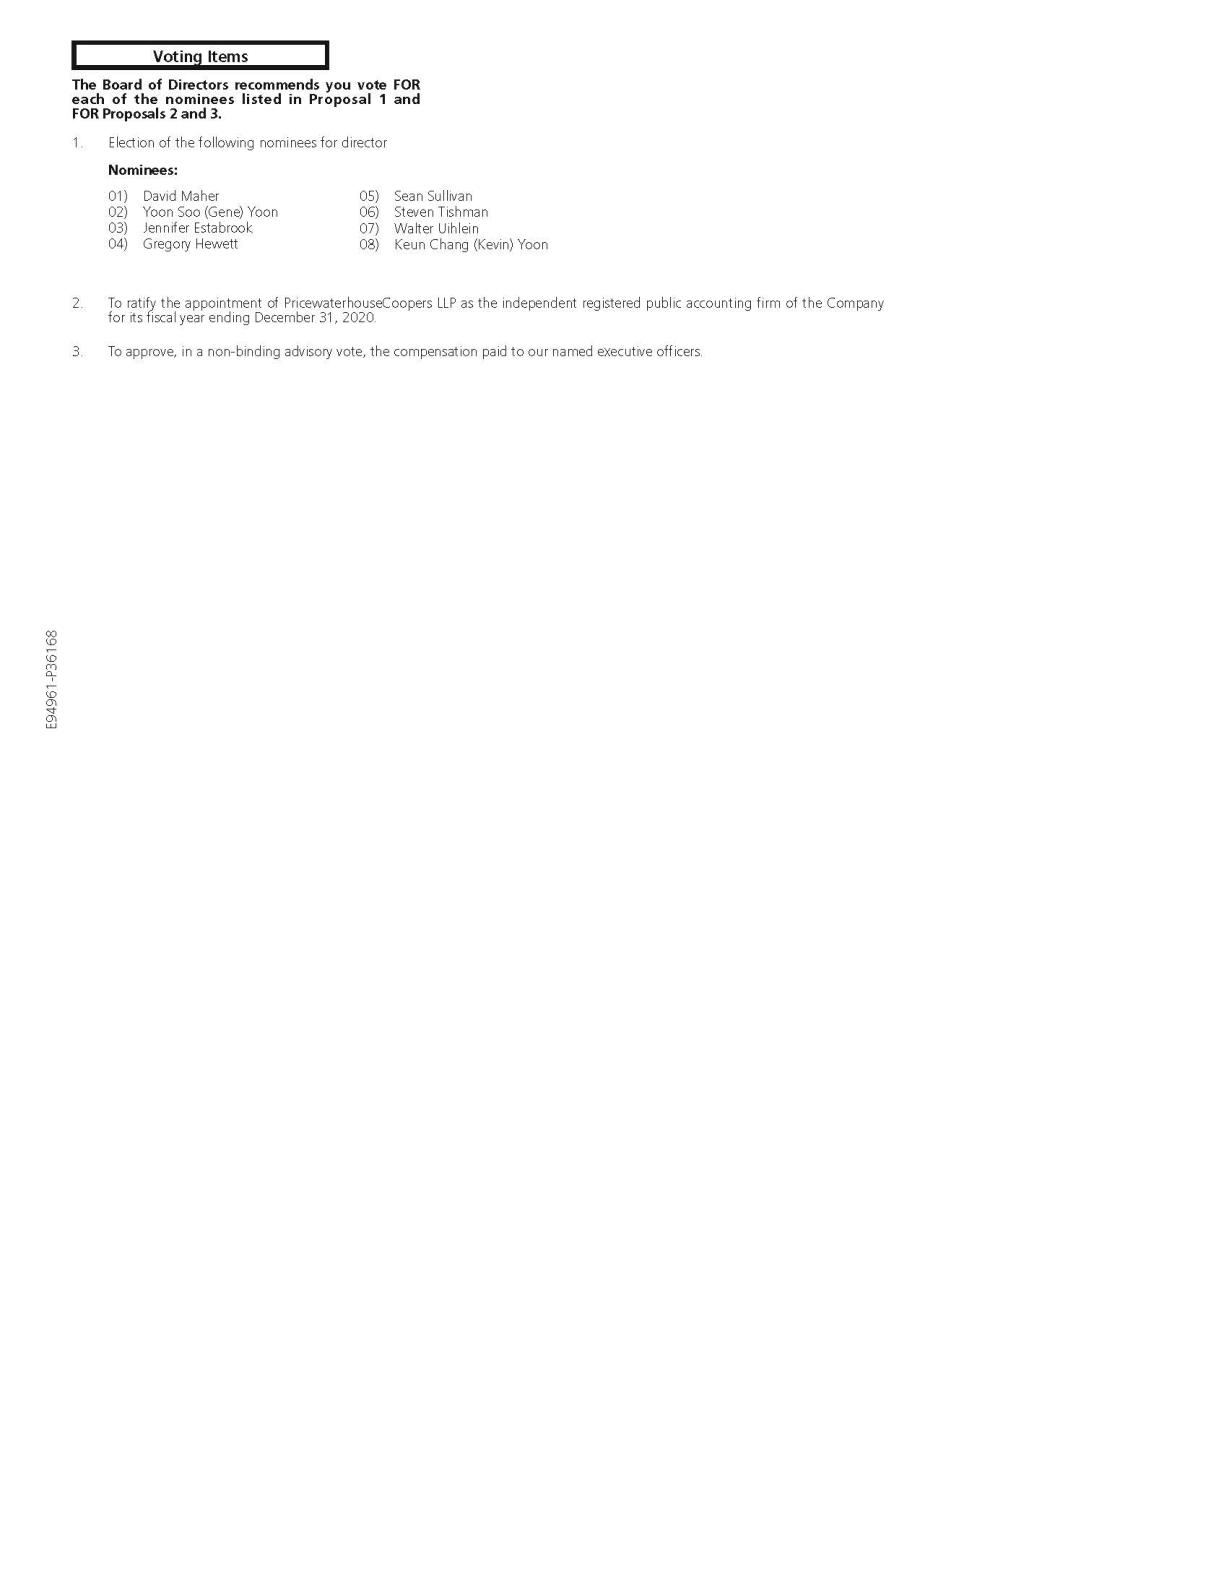 Voting Items
The Board of Directors recommends you vote FOR
each of the nominees listed in Proposal 1 and
FOR Proposals 2 and 3.
1. Election of the following nominees for director
Nominees:
01) David Maher
02) Yoon Soo (Gene) Yoon
03) Jennifer Estabrook
04) Gregory Hewett
05) Sean Sullivan
06) Steven Tishman
07) Walter Uihlein
08) Keun Chang (Kevin) Yoon
2. To ratify the appointment of PricewaterhouseCoopers LLP as the independent registered public accounting firm of the Company
for its fiscal year ending December 31, 2020.
3. To approve, in a non-binding advisory vote, the compensation paid to our named executive officers.
E94961-P36168